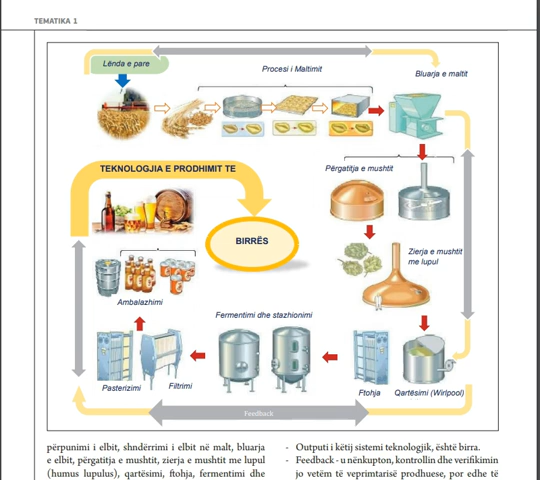 TEMATIKA 1
Lënda e pare
Procesi i Maltimit
Bluarja e maltit
TEKNOLOGJIA E PRODHIMIT TE
BIRRËS
Përgatitja e mushtit
Zierja e mushtit
me lupul
Ambalazhimi
Fermentimi dhe stazhionimi
Pasterizimi
Filtrimi
Ftohja
Qartësimi (Wirlpool)
Feedback
përpunimi i elbit, shndërrimi i elbit në malt, bluarja
e elbit, përgatitja e mushtit, zierja e mushtit me lupul
(humus lupulus), qartësimi, ftohja, fermentimi dhe
- Outputi i këtij sistemi teknologjik, është birra.
- Feedback - u nënkupton, kontrollin dhe verifikimin
jo vetëm të veprimtarisë prodhuese, por edhe të